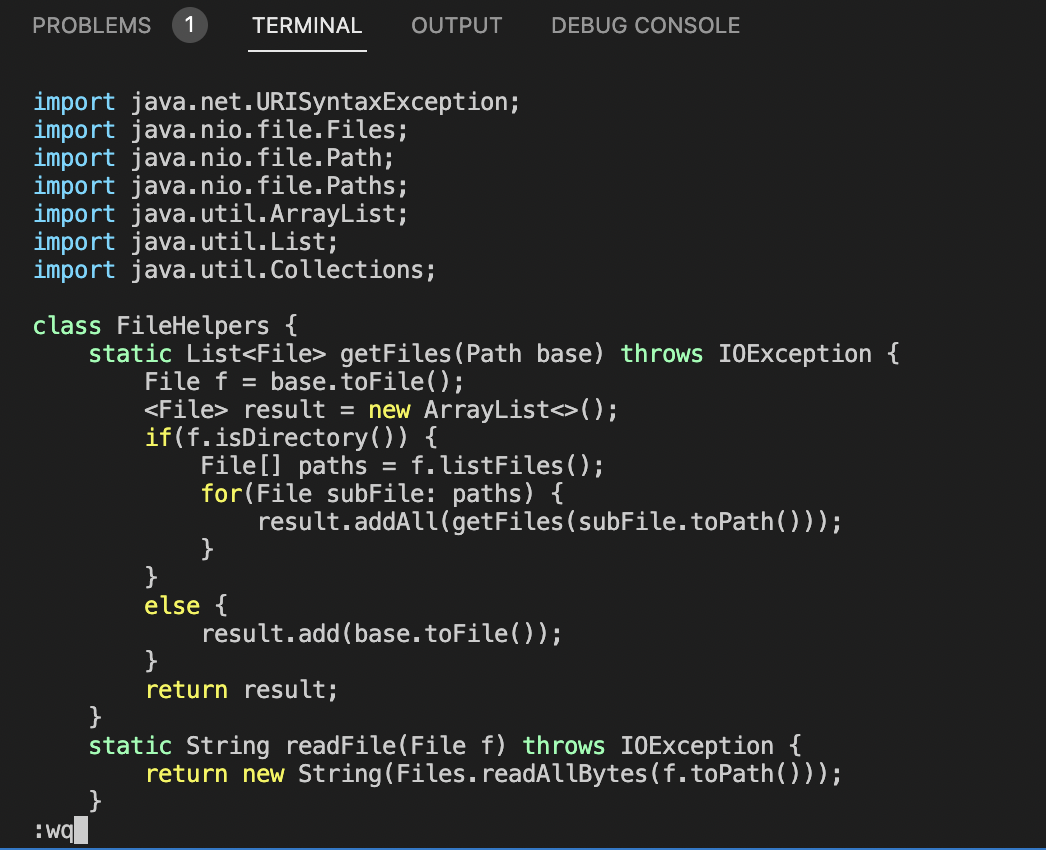 PROBLEMS 1 TERMINAL OUTPUT DEBUG CONSOLE
import java.net.URISyntaxException;
import java.nio.file.Files;
import java.nio.file.Path;
import java.nio.file.Paths;
import java.util.ArrayList;
import java.util.List;
import java.util.Collections;

class FileHelpers {
    static List<File> getFiles(Path base) throws IOException {
        File f = base.toFile();
        <File> result = new ArrayList<>();
        if(f.isDirectory()) {
            File[] paths = f.listFiles();
            for(File subFile: paths) {
                result.addAll(getFiles(subFile.toPath()));
            }
        }
        else {
            result.add(base.toFile());
        }
        return result;
    }
    static String readFile(File f) throws IOException {
        return new String(Files.readAllBytes(f.toPath()));
    }
:wq